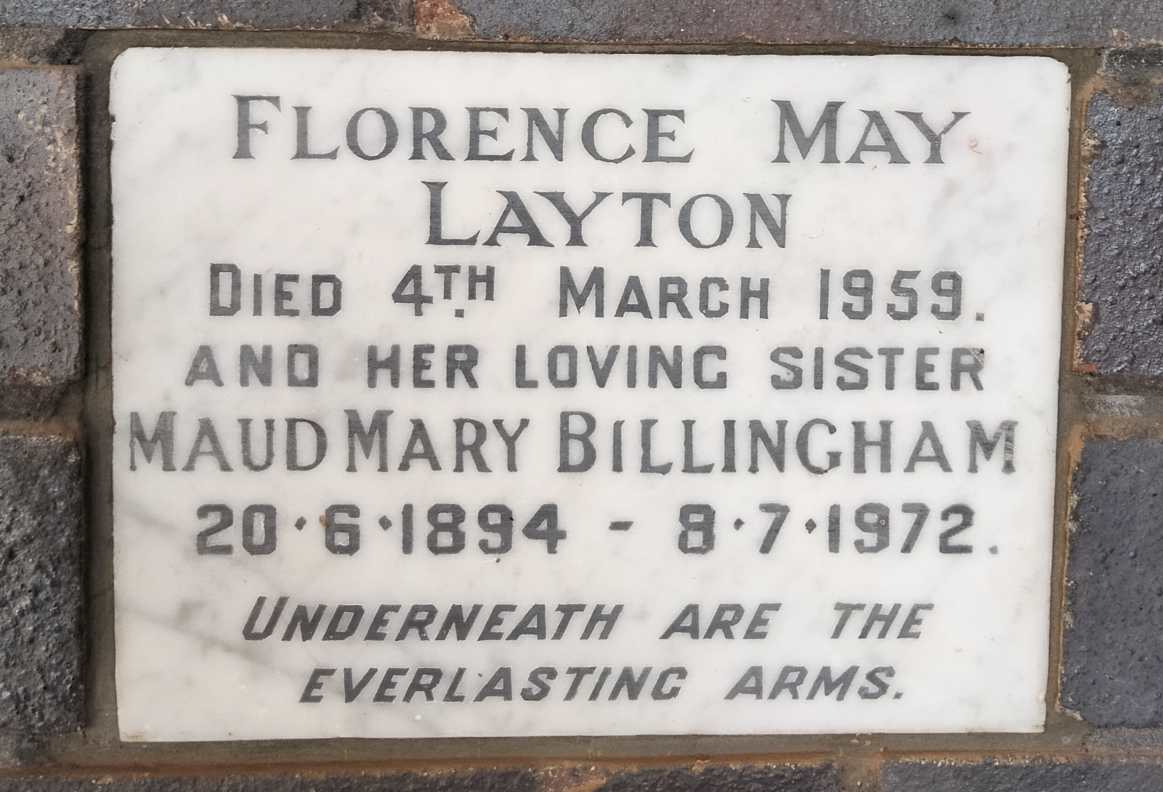 FLORENCE MAY
LAYTON
DIED 4TH. MARCH 1959.
AND HER LOVING SISTER
MAUD MARY BILLINGHAM
20·6·1894 - 8·7·1972.
UNDERNEATH ARE THE
EVERLASTING ARMS.